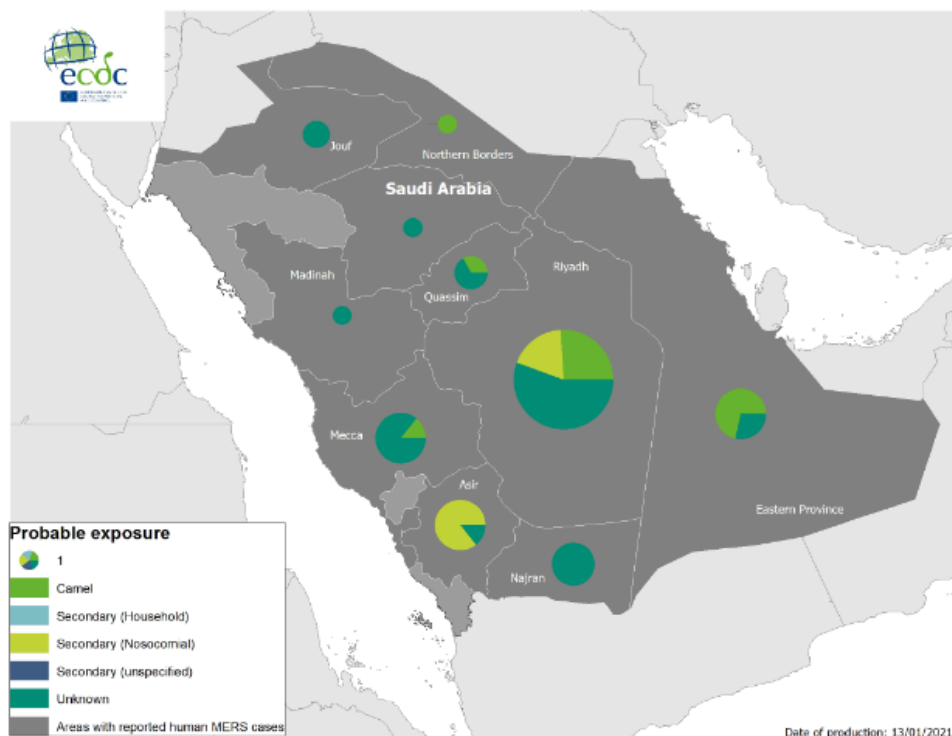 ecdc
Jouf
Northern Borders
Saudi Arabia
Madinah
Quassim
Riyadh
Mecca
Asir
Eastern Province
Najran
Probable exposure
1
Camel
Secondary (Household)
Secondary (Nosocomial)
Secondary (unspecified)
Unknown
Areas with reported human MERS cases
Date of production: 13/01/2021